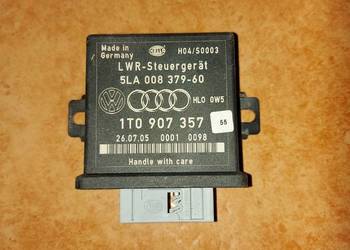 Made in
Germany
H04/S0003
LWR-Steuergerät
5LA 008 379-60
HLO 0W5
1T0 907 357
55
26.07.05 0001 0098
Handle with care